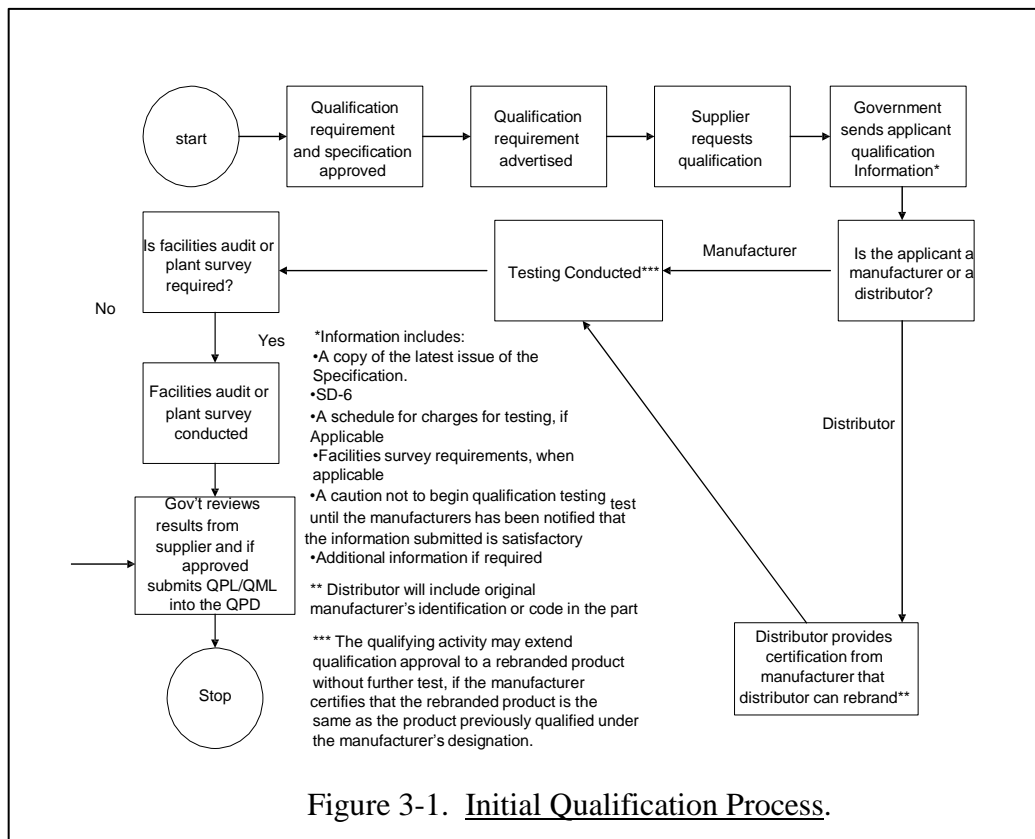 start
Qualification
requirement
and specification
approved
Qualification
requirement
advertised
Supplier
requests
qualification
Government
sends applicant
qualification
Information*
Is the applicant a
manufacturer or a
distributor?
Manufacturer
Testing Conducted***
Is facilities audit or
plant survey
required?
No
Yes
Facilities audit or
plant survey
conducted
Gov't reviews
results from
supplier and if
approved
submits QPL/QML
into the QPD
Stop
Distributor
Distributor provides
certification from
manufacturer that
distributor can rebrand**
*Information includes:
•A copy of the latest issue of the
Specification.
•SD-6
•A schedule for charges for testing, if
Applicable
•Facilities survey requirements, when
applicable
•A caution not to begin qualification testing test
until the manufacturers has been notified that
the information submitted is satisfactory
•Additional information if required
** Distributor will include original
manufacturer's identification or code in the part
*** The qualifying activity may extend
qualification approval to a rebranded product
without further test, if the manufacturer
certifies that the rebranded product is the
same as the product previously qualified under
the manufacturer's designation.
Figure 3-1. Initial Qualification Process.